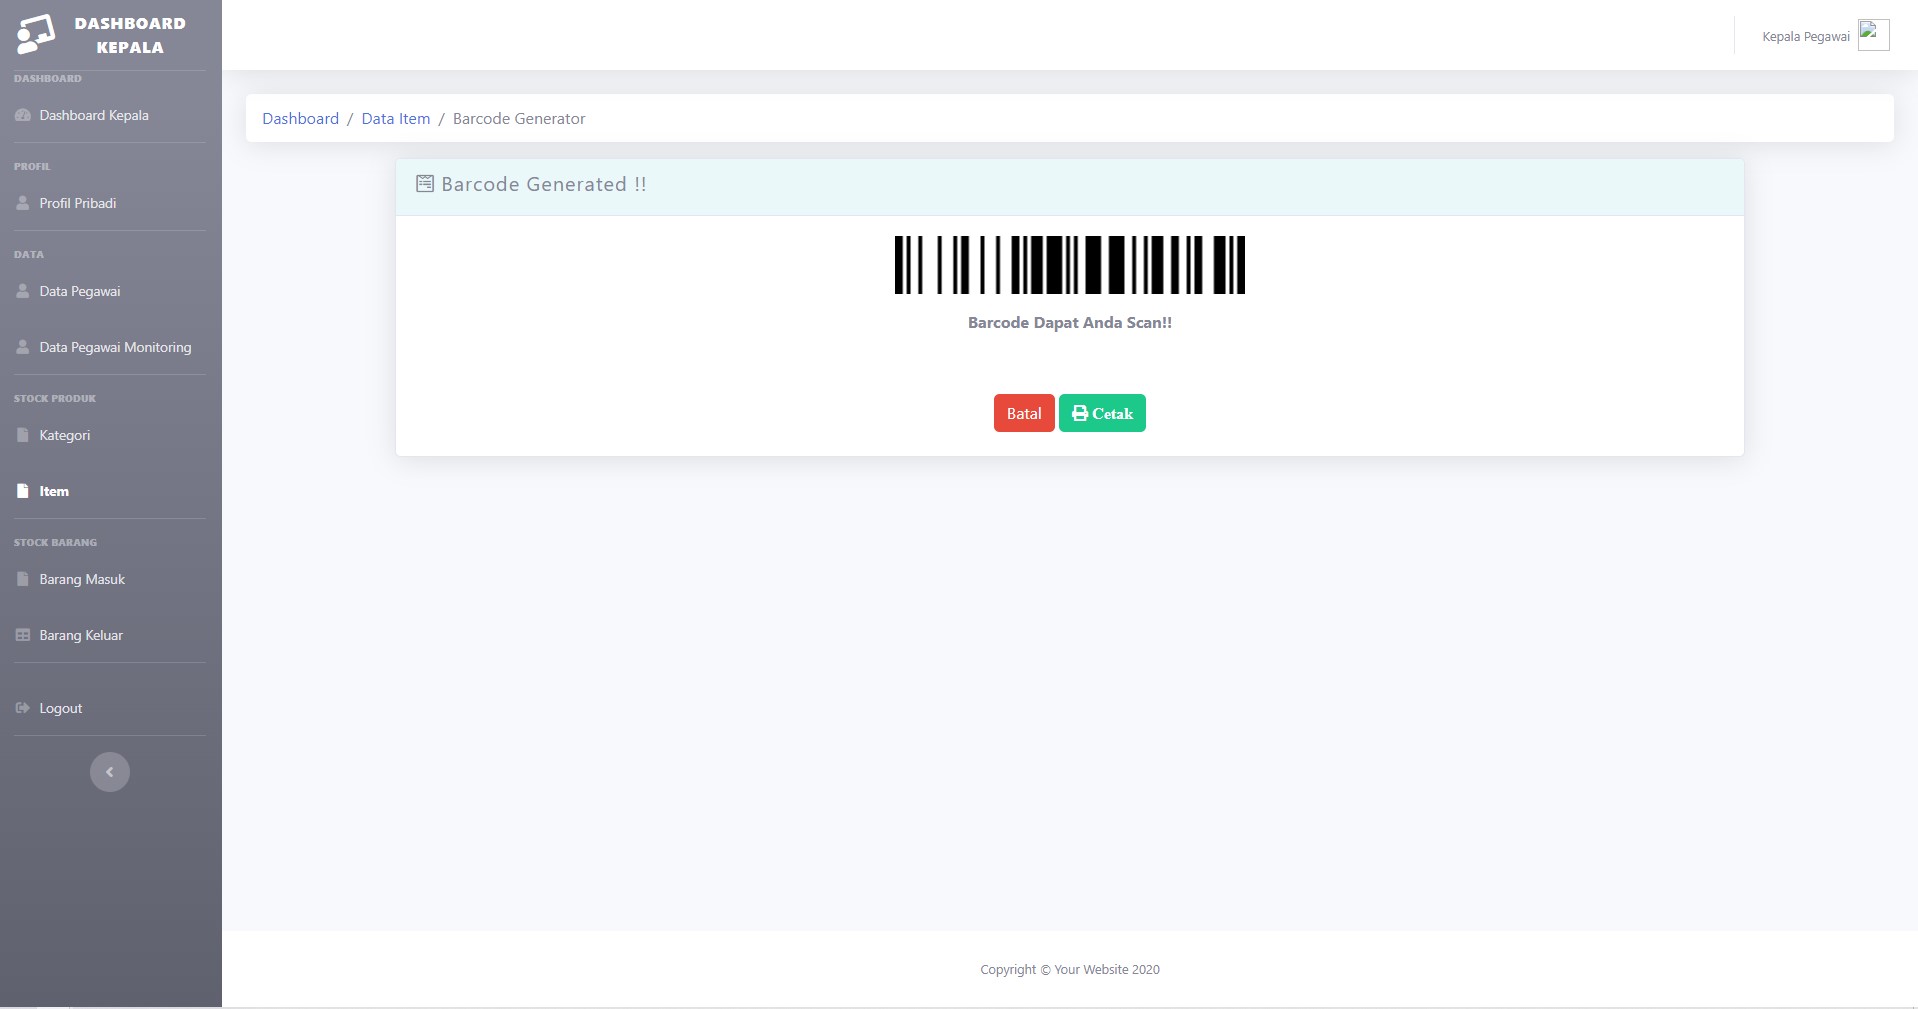 DASHBOARD
KEPALA
DASHBOARD
Dashboard Kepala
PROFIL
Profil Pribadi
DATA
Data Pegawai
Data Pegawai Monitoring
STOCK PRODUK
Kategori
Item
STOCK BARANG
Barang Masuk
Barang Keluar
Logout
Kepala Pegawai
Dashboard / Data Item / Barcode Generator
Barcode Generated !!
Barcode Dapat Anda Scan!!
Batal Cetak
Copyright © Your Website 2020